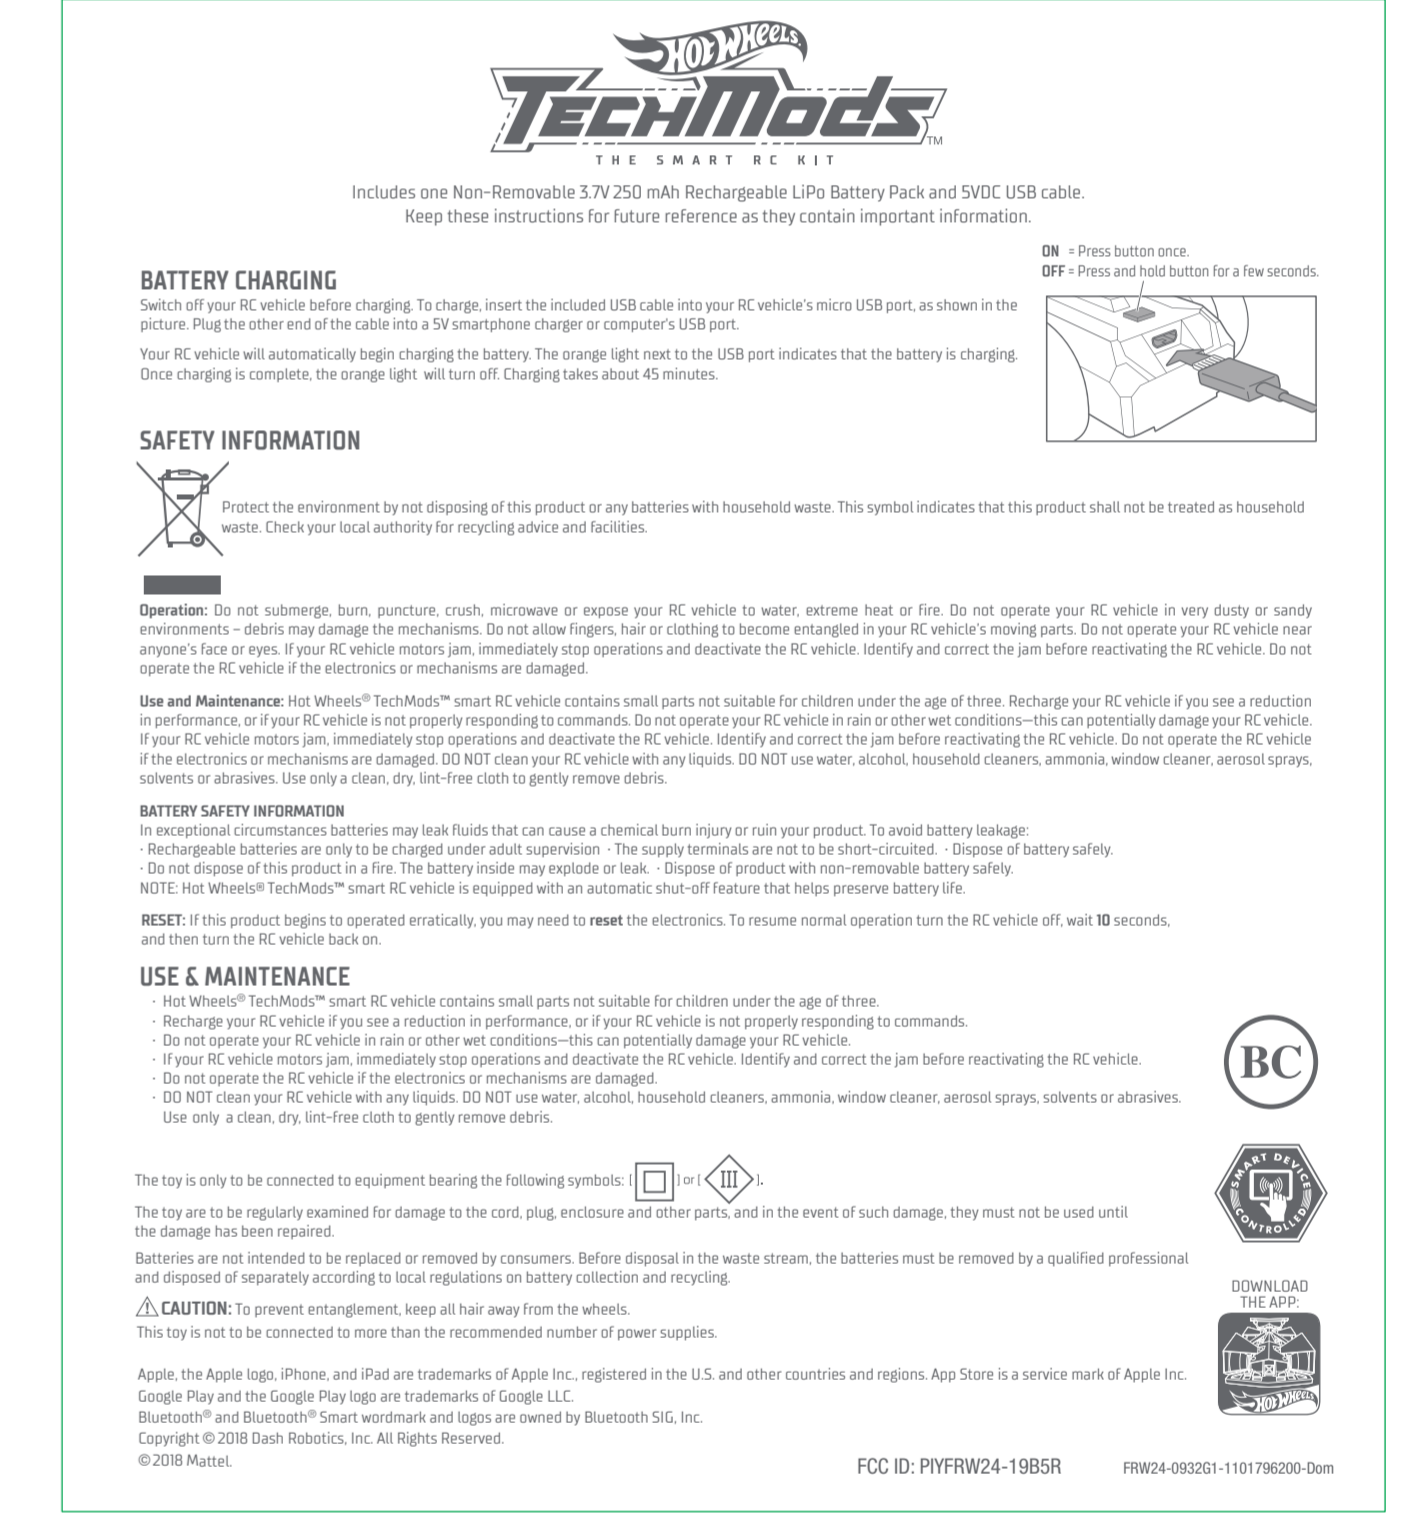 HOT WHEELS
TECHMODS™
THE SMART RC KIT
Includes one Non-Removable 3.7V 250 mAh Rechargeable LiPo Battery Pack and 5VDC USB cable.
Keep these instructions for future reference as they contain important information.
ON = Press button once.
OFF = Press and hold button for a few seconds.
BATTERY CHARGING
Switch off your RC vehicle before charging. To charge, insert the included USB cable into your RC vehicle's micro USB port, as shown in the
picture. Plug the other end of the cable into a 5V smartphone charger or computer's USB port.
Your RC vehicle will automatically begin charging the battery. The orange light next to the USB port indicates that the battery is charging.
Once charging is complete, the orange light will turn off. Charging takes about 45 minutes.
SAFETY INFORMATION
Protect the environment by not disposing of this product or any batteries with household waste. This symbol indicates that this product shall not be treated as household
waste. Check your local authority for recycling advice and facilities.
Operation: Do not submerge, burn, puncture, crush, microwave or expose your RC vehicle to water, extreme heat or fire. Do not operate your RC vehicle in very dusty or sandy
environments – debris may damage the mechanisms. Do not allow fingers, hair or clothing to become entangled in your RC vehicle's moving parts. Do not operate your RC vehicle near
anyone's face or eyes. If your RC vehicle motors jam, immediately stop operations and deactivate the RC vehicle. Identify and correct the jam before reactivating the RC vehicle. Do not
operate the RC vehicle if the electronics or mechanisms are damaged.
Use and Maintenance: Hot Wheels® TechMods™ smart RC vehicle contains small parts not suitable for children under the age of three. Recharge your RC vehicle if you see a reduction
in performance, or if your RC vehicle is not properly responding to commands. Do not operate your RC vehicle in rain or other wet conditions—this can potentially damage your RC vehicle.
If your RC vehicle motors jam, immediately stop operations and deactivate the RC vehicle. Identify and correct the jam before reactivating the RC vehicle. Do not operate the RC vehicle
if the electronics or mechanisms are damaged. DO NOT clean your RC vehicle with any liquids. DO NOT use water, alcohol, household cleaners, ammonia, window cleaner, aerosol sprays,
solvents or abrasives. Use only a clean, dry, lint-free cloth to gently remove debris.
BATTERY SAFETY INFORMATION
In exceptional circumstances batteries may leak fluids that can cause a chemical burn injury or ruin your product. To avoid battery leakage:
· Rechargeable batteries are only to be charged under adult supervision · The supply terminals are not to be short-circuited. · Dispose of battery safely.
· Do not dispose of this product in a fire. The battery inside may explode or leak. · Dispose of product with non-removable battery safely.
NOTE: Hot Wheels® TechMods™ smart RC vehicle is equipped with an automatic shut-off feature that helps preserve battery life.
RESET: If this product begins to operated erratically, you may need to reset the electronics. To resume normal operation turn the RC vehicle off, wait 10 seconds,
and then turn the RC vehicle back on.
USE & MAINTENANCE
· Hot Wheels® TechMods™ smart RC vehicle contains small parts not suitable for children under the age of three.
· Recharge your RC vehicle if you see a reduction in performance, or if your RC vehicle is not properly responding to commands.
· Do not operate your RC vehicle in rain or other wet conditions—this can potentially damage your RC vehicle.
· If your RC vehicle motors jam, immediately stop operations and deactivate the RC vehicle. Identify and correct the jam before reactivating the RC vehicle.
· Do not operate the RC vehicle if the electronics or mechanisms are damaged.
· DO NOT clean your RC vehicle with any liquids. DO NOT use water, alcohol, household cleaners, ammonia, window cleaner, aerosol sprays, solvents or abrasives.
Use only a clean, dry, lint-free cloth to gently remove debris.
BC
The toy is only to be connected to equipment bearing the following symbols: [ ] or [ III ].
The toy are to be regularly examined for damage to the cord, plug, enclosure and other parts, and in the event of such damage, they must not be used until
the damage has been repaired.
SMART DEVICE
CONTROLLED
Batteries are not intended to be replaced or removed by consumers. Before disposal in the waste stream, the batteries must be removed by a qualified professional
and disposed of separately according to local regulations on battery collection and recycling.
CAUTION: To prevent entanglement, keep all hair away from the wheels.
This toy is not to be connected to more than the recommended number of power supplies.
DOWNLOAD
THE APP:
HOT WHEELS
Apple, the Apple logo, iPhone, and iPad are trademarks of Apple Inc., registered in the U.S. and other countries and regions. App Store is a service mark of Apple Inc.
Google Play and the Google Play logo are trademarks of Google LLC.
Bluetooth® and Bluetooth® Smart wordmark and logos are owned by Bluetooth SIG, Inc.
Copyright © 2018 Dash Robotics, Inc. All Rights Reserved.
© 2018 Mattel.
FCC ID: PIYFRW24-19B5R
FRW24-0932G1-1101796200-Dom